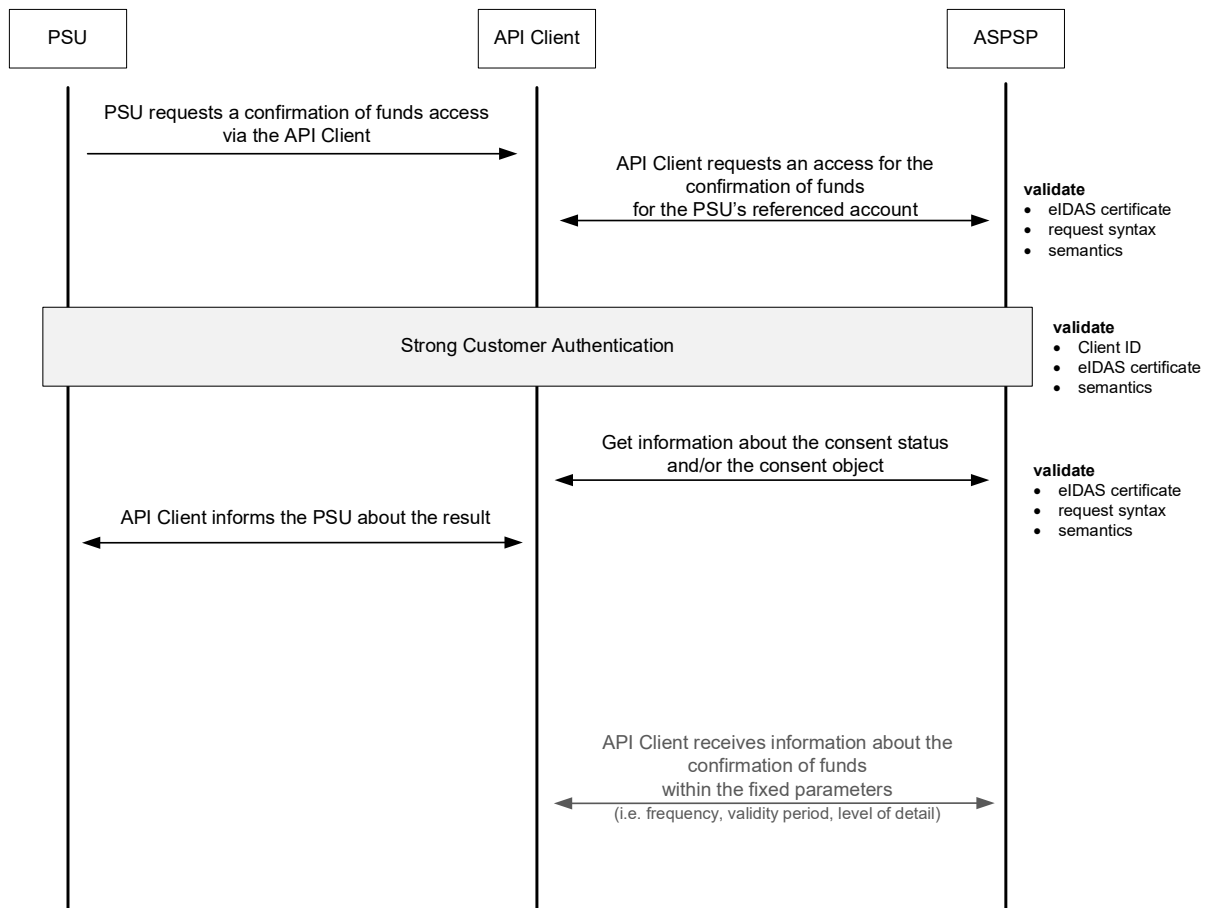 PSU
API Client
ASPSP
PSU requests a confirmation of funds access
via the API Client
API Client requests an access for the
confirmation of funds
for the PSU’s referenced account
validate
• eIDAS certificate
• request syntax
• semantics
Strong Customer Authentication
validate
• Client ID
• eIDAS certificate
• semantics
Get information about the consent status
and/or the consent object
validate
• eIDAS certificate
• request syntax
• semantics
API Client informs the PSU about the result
API Client receives information about the
confirmation of funds
within the fixed parameters
(i.e. frequency, validity period, level of detail)